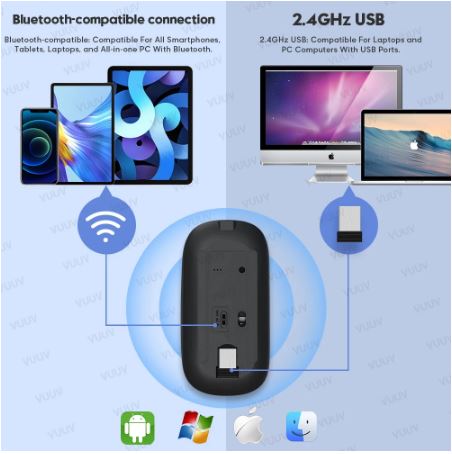 Bluetooth-compatible connection
Bluetooth-compatible: Compatible For All Smartphones,
Tablets, Laptops, and All-in-one PC With Bluetooth.
2.4GHz USB
2.4GHz USB: Compatible For Laptops and
PC Computers With USB Ports.
VUUV